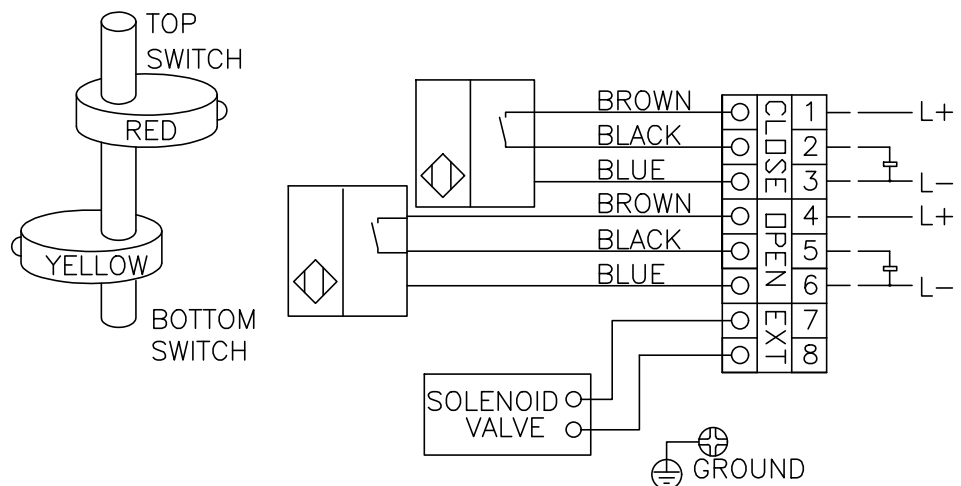 TOP
SWITCH
RED
YELLOW
BOTTOM
SWITCH
BROWN
BLACK
BLUE
BROWN
BLACK
BLUE
CLOSE
OPEN
EXT
1
2
3
4
5
6
7
8
L+
L−
L+
L−
SOLENOID
VALVE
GROUND